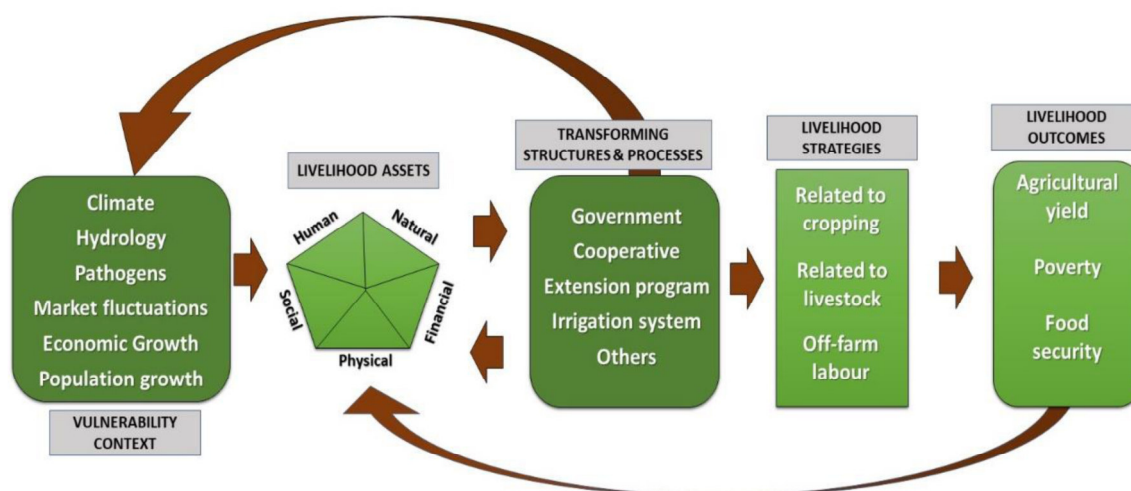 Climate
Hydrology
Pathogens
Market fluctuations
Economic Growth
Population growth
VULNERABILITY
CONTEXT
LIVELIHOOD ASSETS
Human
Natural
Social
Financial
Physical
TRANSFORMING
STRUCTURES & PROCESSES
Government
Cooperative
Extension program
Irrigation system
Others
LIVELIHOOD
STRATEGIES
Related to
cropping
Related to
livestock
Off-farm
labour
LIVELIHOOD
OUTCOMES
Agricultural
yield
Poverty
Food
security